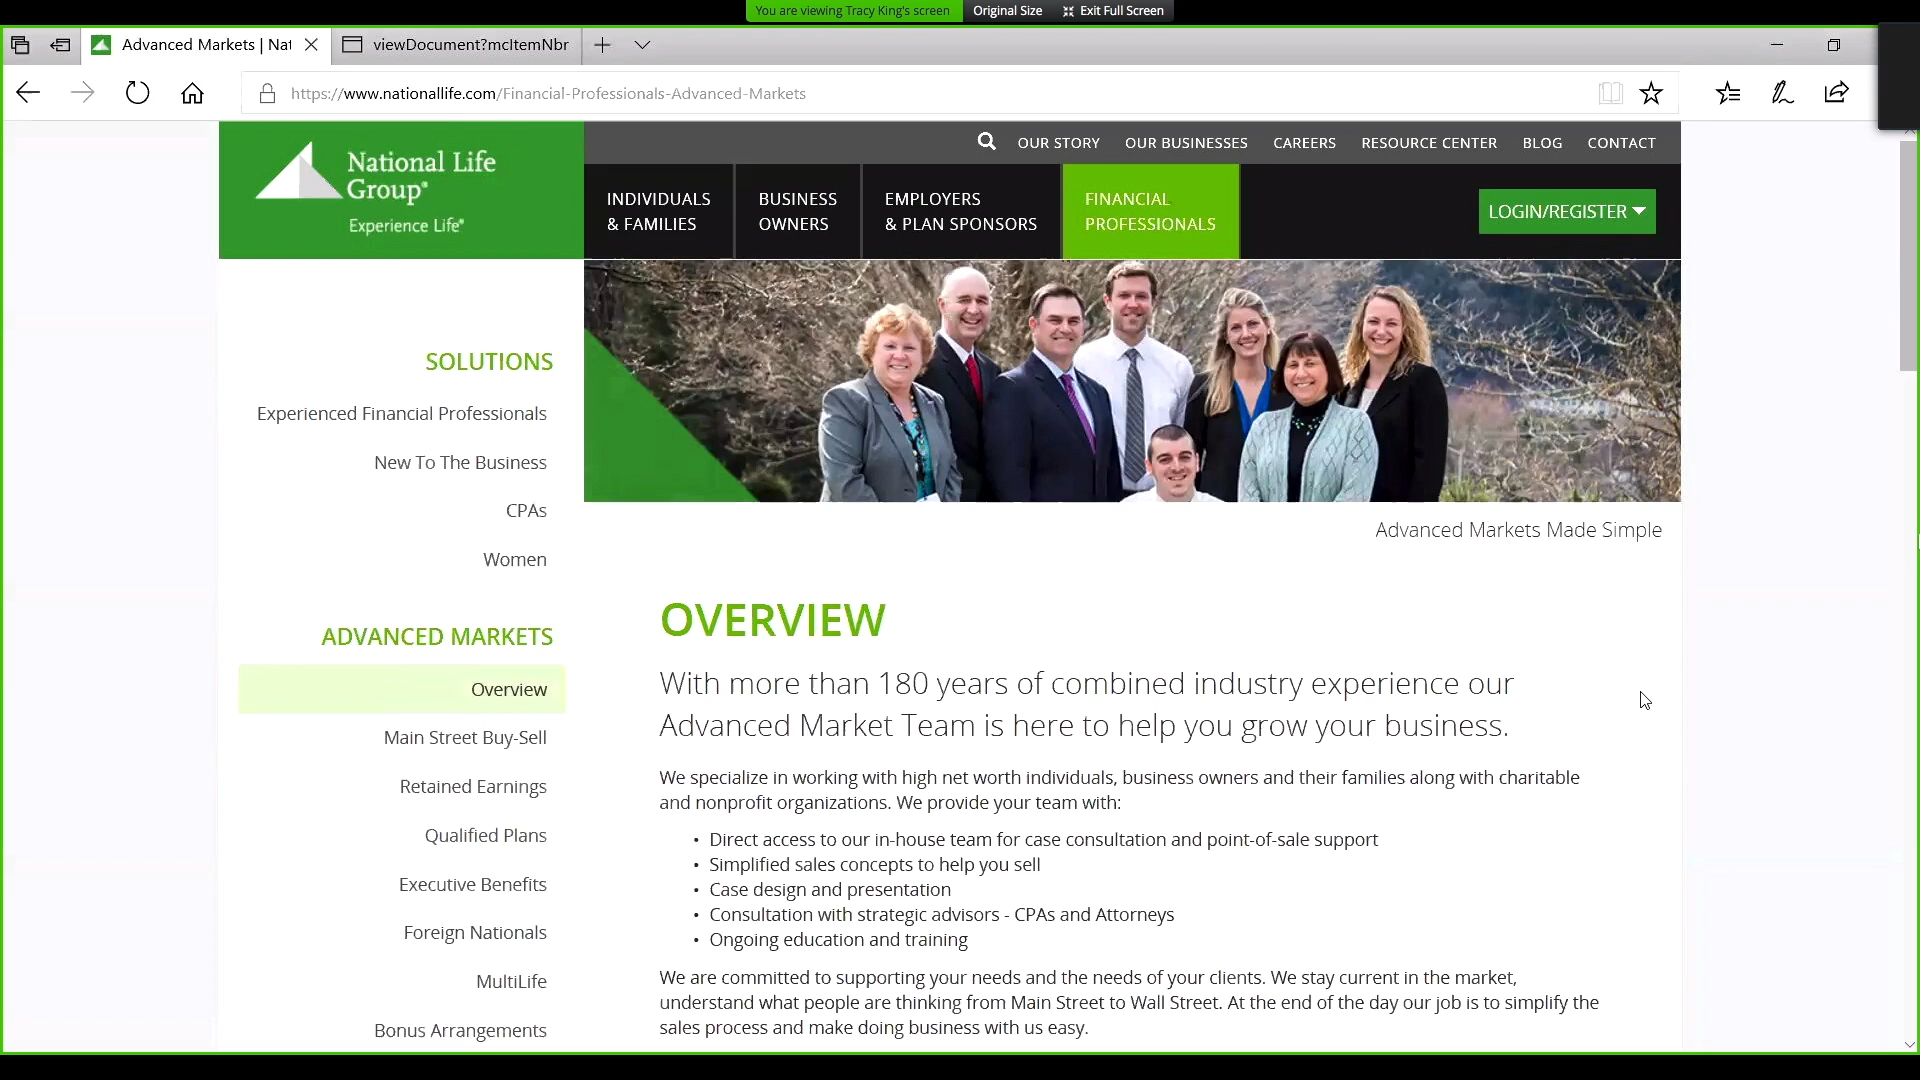 You are viewing Tracy King's screen
Original Size
Exit Full Screen
Advanced Markets | Nat
viewDocument?mcItemNbr
https://www.nationallife.com/Financial-Professionals-Advanced-Markets
National Life
Group®
Experience Life®
OUR STORY
OUR BUSINESSES
CAREERS
RESOURCE CENTER
BLOG
CONTACT
INDIVIDUALS
& FAMILIES
BUSINESS
OWNERS
EMPLOYERS
& PLAN SPONSORS
FINANCIAL
PROFESSIONALS
LOGIN/REGISTER
SOLUTIONS
Experienced Financial Professionals
New To The Business
CPAs
Women
ADVANCED MARKETS
Overview
Main Street Buy-Sell
Retained Earnings
Qualified Plans
Executive Benefits
Foreign Nationals
MultiLife
Bonus Arrangements
Advanced Markets Made Simple
OVERVIEW
With more than 180 years of combined industry experience our
Advanced Market Team is here to help you grow your business.
We specialize in working with high net worth individuals, business owners and their families along with charitable
and nonprofit organizations. We provide your team with:
• Direct access to our in-house team for case consultation and point-of-sale support
• Simplified sales concepts to help you sell
• Case design and presentation
• Consultation with strategic advisors - CPAs and Attorneys
• Ongoing education and training
We are committed to supporting your needs and the needs of your clients. We stay current in the market,
understand what people are thinking from Main Street to Wall Street. At the end of the day our job is to simplify the
sales process and make doing business with us easy.